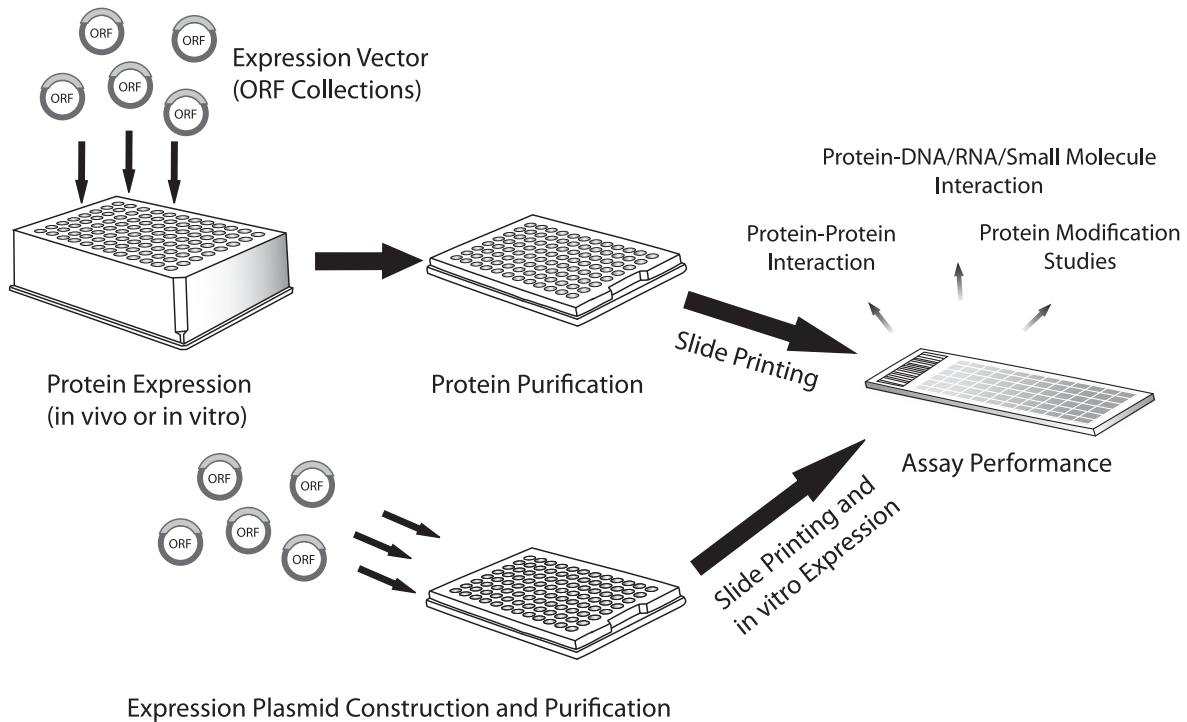 ORF
ORF
ORF
ORF
ORF
Expression Vector
(ORF Collections)
Protein-DNA/RNA/Small Molecule
Interaction
Protein-Protein
Interaction
Protein Modification
Studies
Slide Printing
Protein Expression
(in vivo or in vitro)
Protein Purification
Assay Performance
ORF
ORF
ORF
ORF
ORF
Slide Printing and
in vitro Expression
Expression Plasmid Construction and Purification